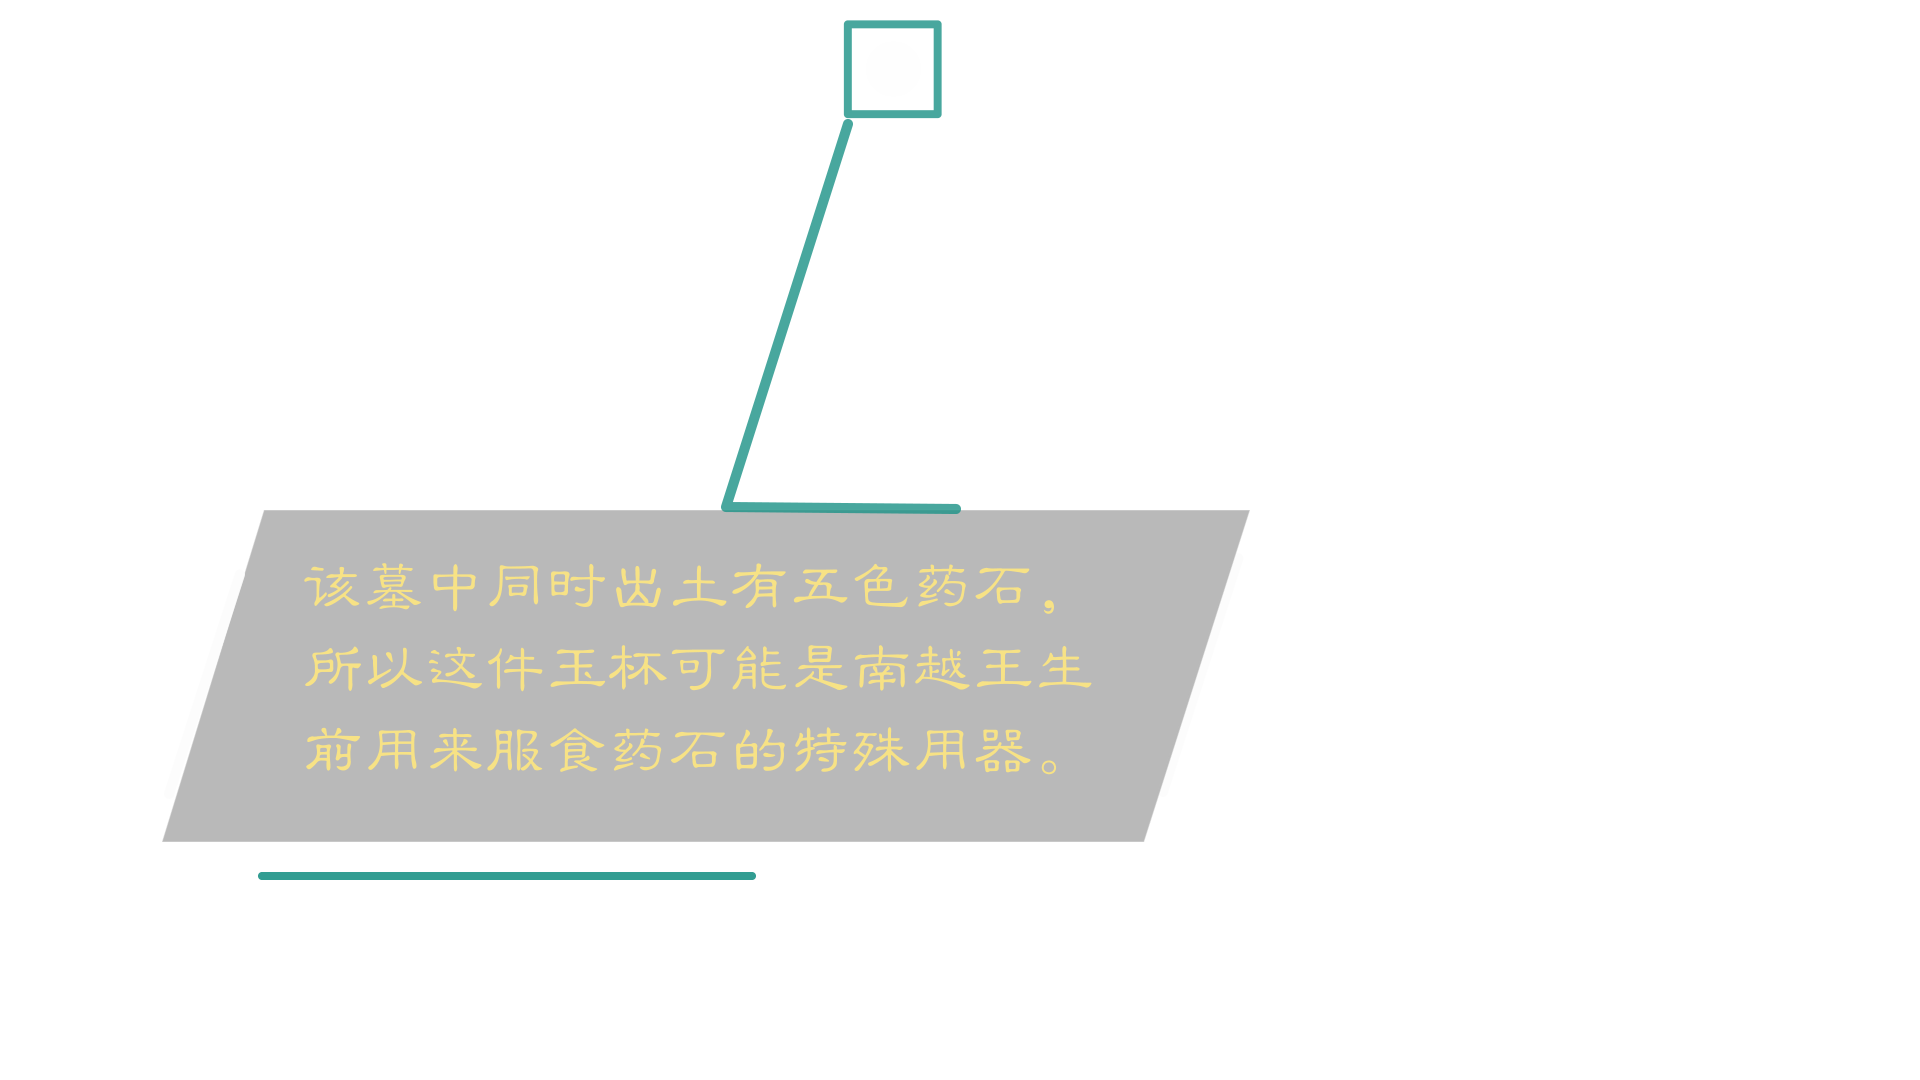 该墓中同时出土有五色药石，
所以这件玉杯可能是南越王生
前用来服食药石的特殊用器。